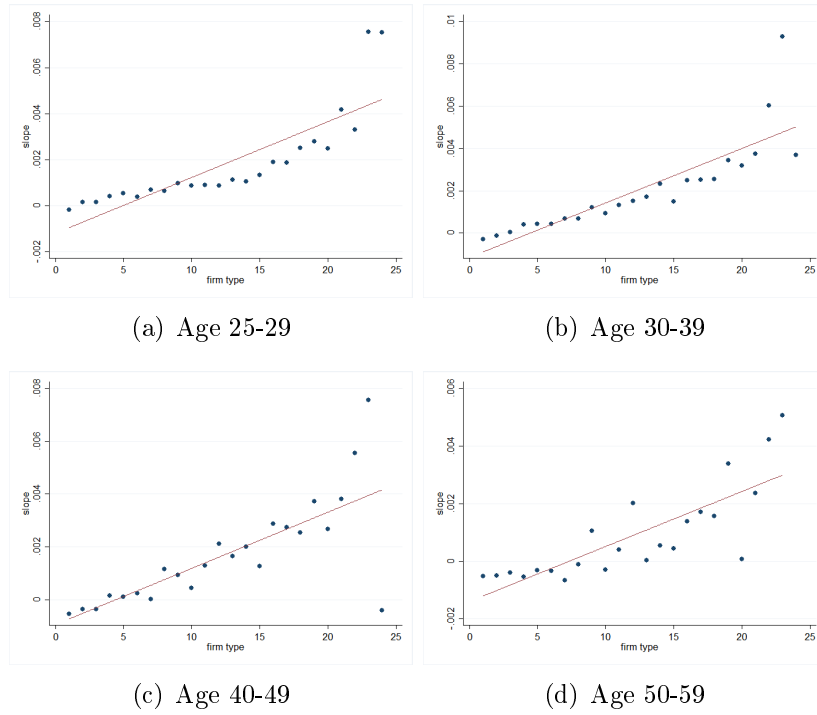 .008
.006
.004
.002
0
-.002
slope
0 5 10 15 20 25
firm type
(a) Age 25-29
.01
.008
.006
.004
.002
0
slope
0 5 10 15 20 25
firm type
(b) Age 30-39
.008
.006
.004
.002
0
slope
0 5 10 15 20 25
firm type
(c) Age 40-49
.006
.004
.002
0
-.002
slope
0 5 10 15 20 25
firm type
(d) Age 50-59